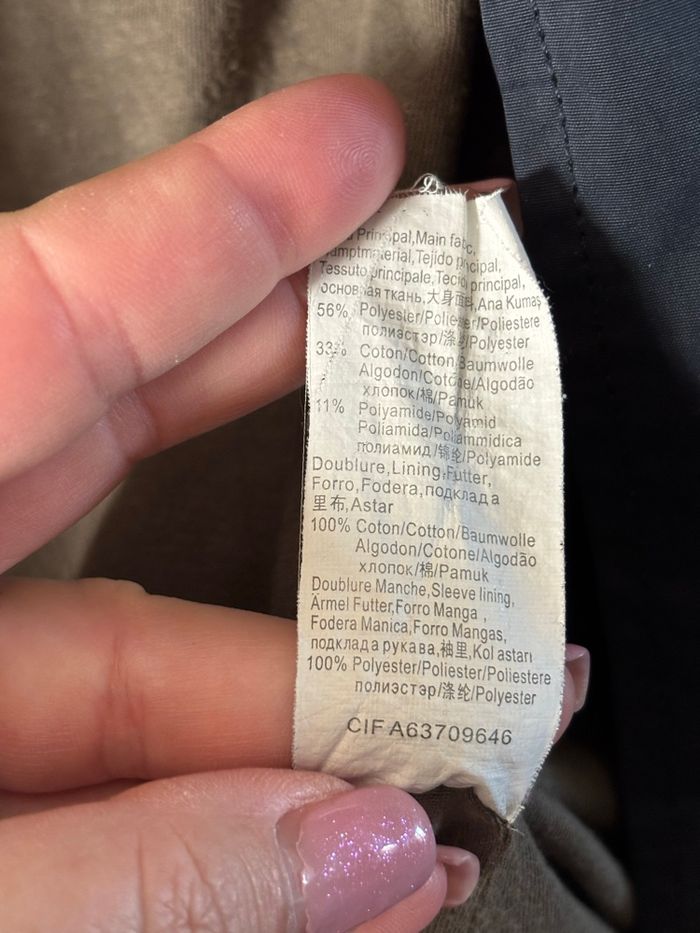 Principal,Main fabric,
Hauptmaterial,Tejido principal,
Tessuto principale,Tecido principal,
основная ткань,大身面料,Ana Kumaş
56% Polyester/Poliester/Poliestere
полиэстэр/涤纶/Polyester
33% Coton/Cotton/Baumwolle
Algodon/Cotone/Algodão
хлопок/棉/Pamuk
11% Polyamide/Polyamid
Poliamida/Poliammidica
полиамид/锦纶/Polyamide
Doublure,Lining,Futter,
Forro,Fodera,подклада
里布,Astar
100% Coton/Cotton/Baumwolle
Algodon/Cotone/Algodão
хлопок/棉/Pamuk
Doublure Manche,Sleeve lining,
Ärmel Futter,Forro Manga ,
Fodera Manica,Forro Mangas,
подклада рукава,袖里,Kol astarı
100% Polyester/Poliester/Poliestere
полиэстэр/涤纶/Polyester
CIF A63709646